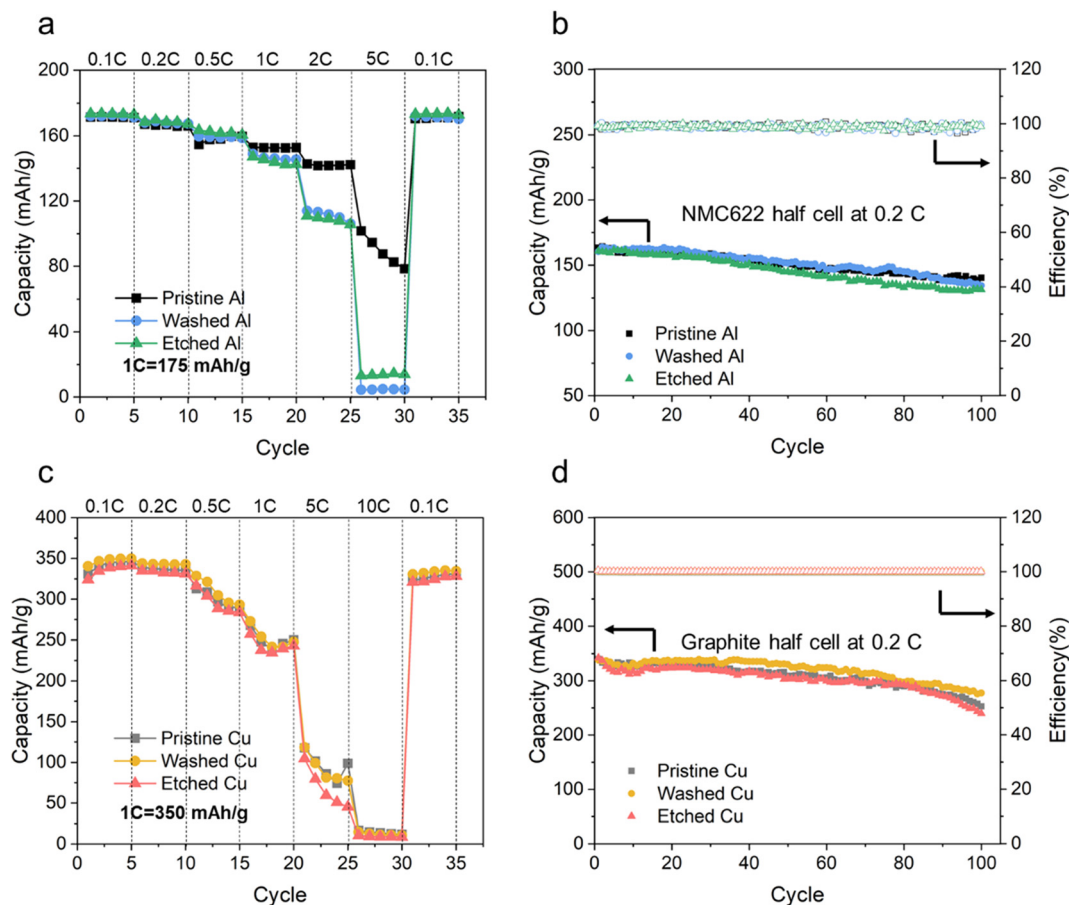 a
0.1C 0.2C 0.5C 1C 2C 5C 0.1C
200
160
120
80
40
0
Capacity (mAh/g)
Pristine Al
Washed Al
Etched Al
1C=175 mAh/g
0 5 10 15 20 25 30 35
Cycle
b
300
250
200
150
100
50
Capacity (mAh/g)
NMC622 half cell at 0.2 C
Pristine Al
Washed Al
Etched Al
120
100
80
60
40
20
0
Efficiency (%)
0 20 40 60 80 100
Cycle
c
0.1C 0.2C 0.5C 1C 5C 10C 0.1C
400
350
300
250
200
150
100
50
0
Capacity (mAh/g)
Pristine Cu
Washed Cu
Etched Cu
1C=350 mAh/g
0 5 10 15 20 25 30 35
Cycle
d
600
500
400
300
200
100
0
Capacity (mAh/g)
Graphite half cell at 0.2 C
Pristine Cu
Washed Cu
Etched Cu
120
100
80
60
40
20
0
Efficiency(%)
0 20 40 60 80 100
Cycle